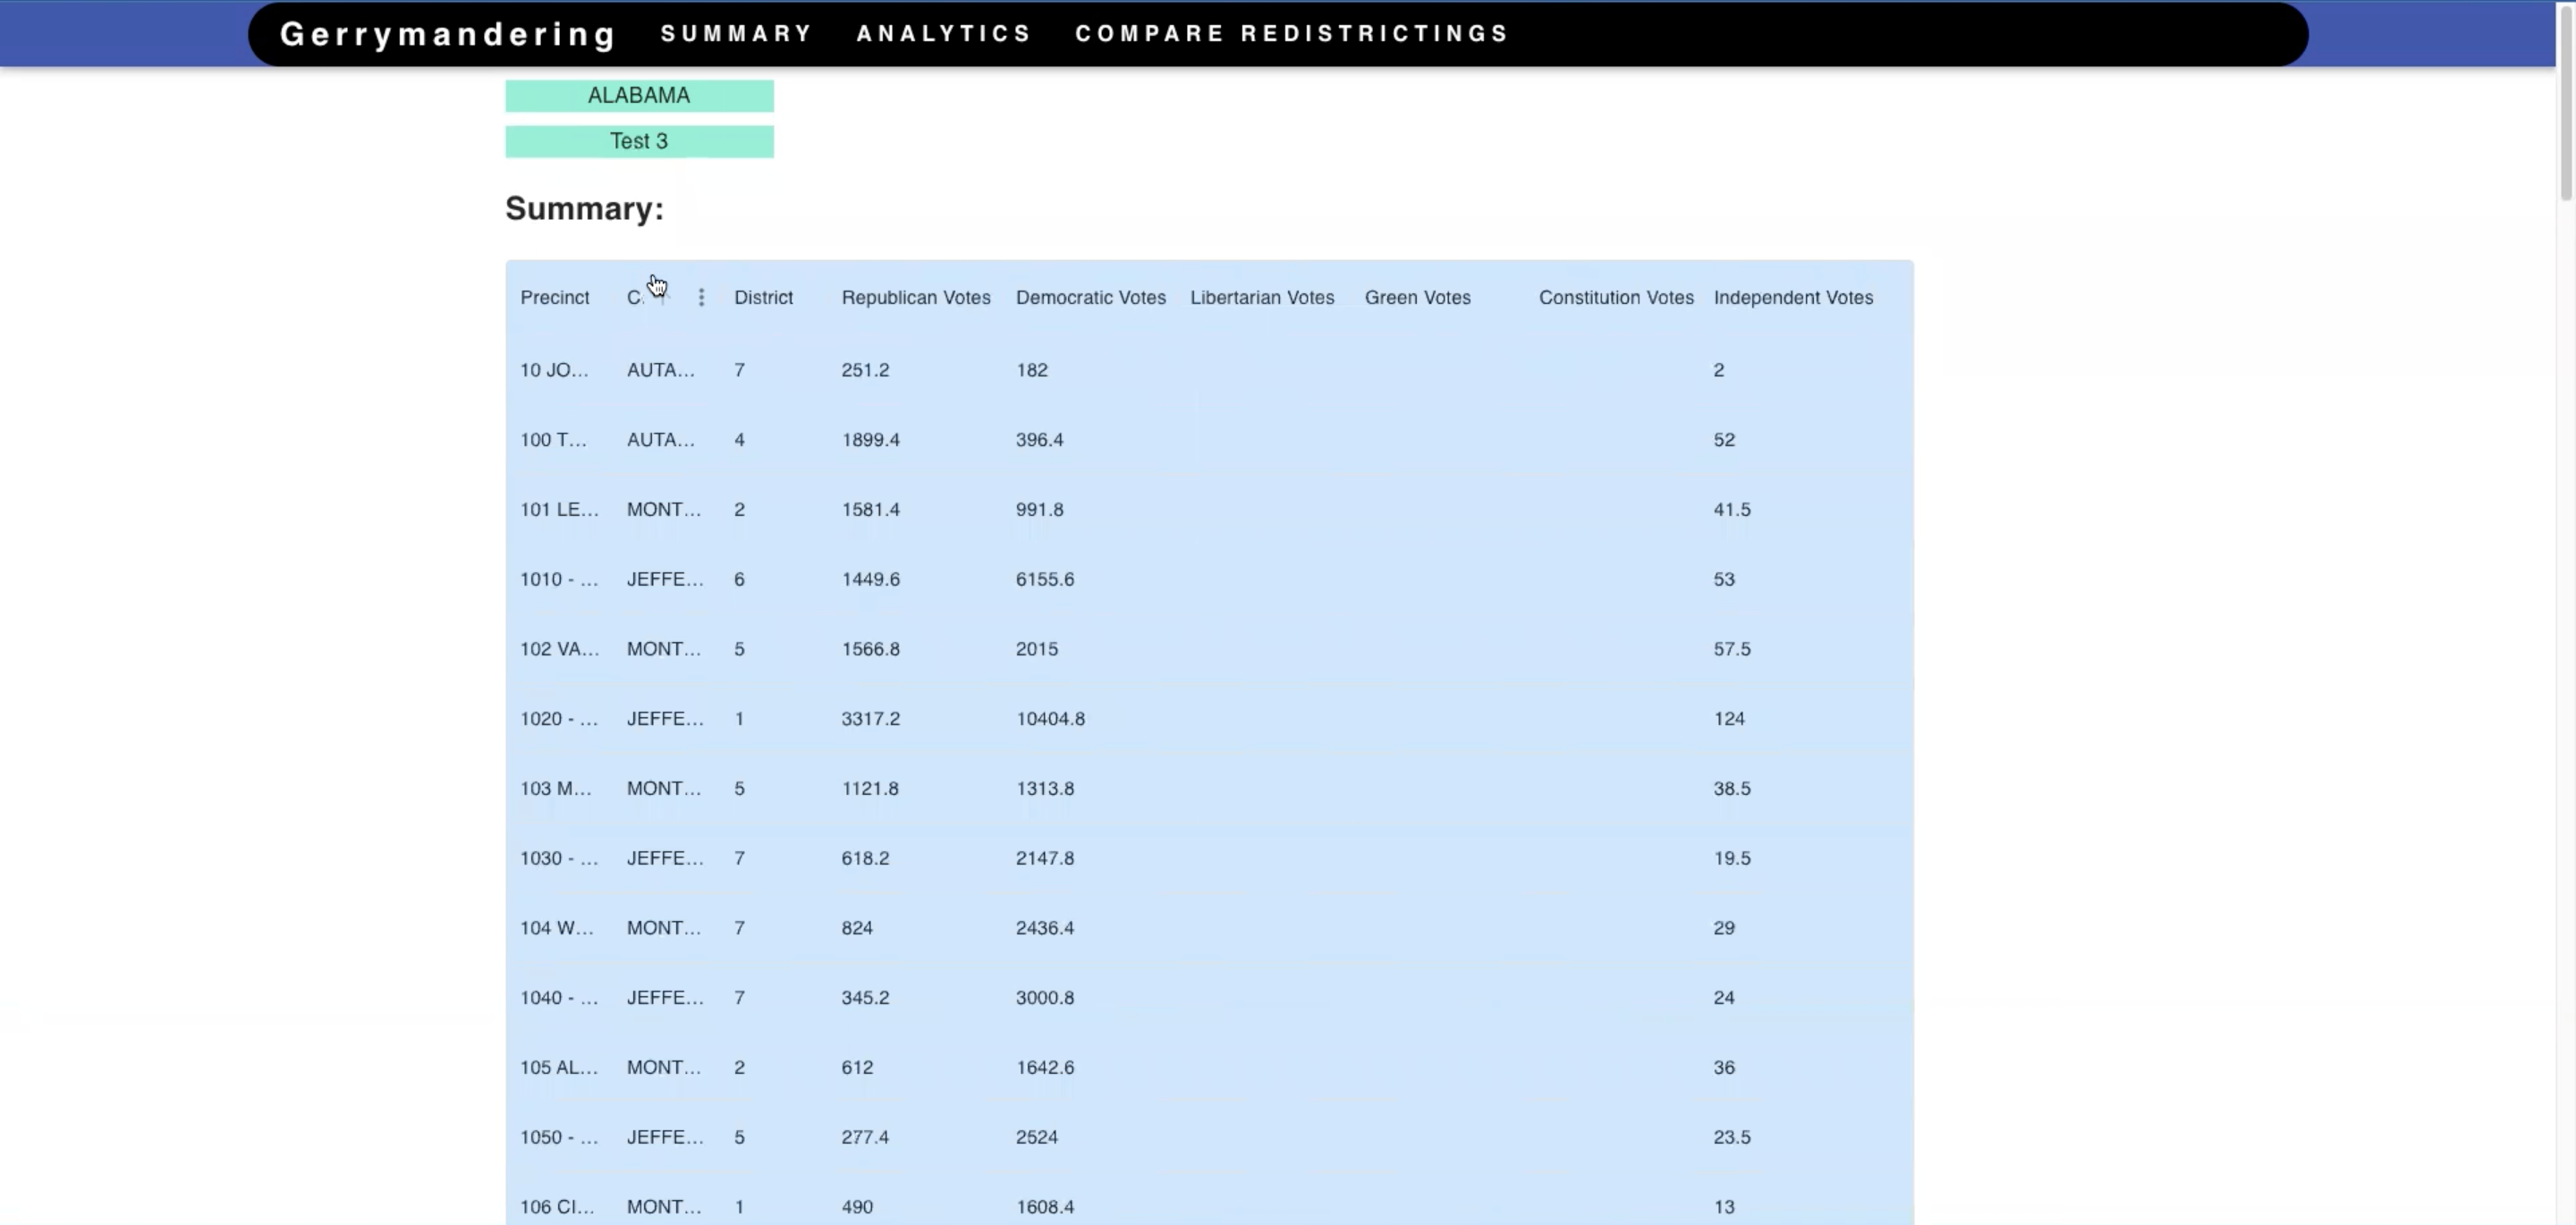 Gerrymandering SUMMARY ANALYTICS COMPARE REDISTRICTINGS
ALABAMA
Test 3
Summary:
Precinct C District Republican Votes Democratic Votes Libertarian Votes Green Votes Constitution Votes Independent Votes
10 JO... AUTA... 7 251.2 182 2
100 T... AUTA... 4 1899.4 396.4 52
101 LE... MONT... 2 1581.4 991.8 41.5
1010 - ... JEFFE... 6 1449.6 6155.6 53
102 VA... MONT... 5 1566.8 2015 57.5
1020 - ... JEFFE... 1 3317.2 10404.8 124
103 M... MONT... 5 1121.8 1313.8 38.5
1030 - ... JEFFE... 7 618.2 2147.8 19.5
104 W... MONT... 7 824 2436.4 29
1040 - ... JEFFE... 7 345.2 3000.8 24
105 AL... MONT... 2 612 1642.6 36
1050 - ... JEFFE... 5 277.4 2524 23.5
106 CI... MONT... 1 490 1608.4 13